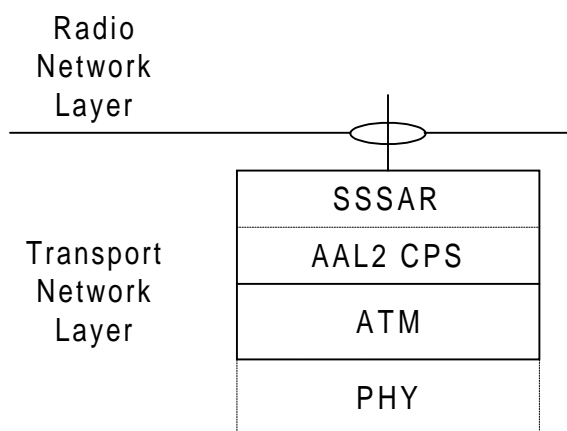 Radio
Network
Layer
SSSAR
AAL2 CPS
Transport
Network
Layer
ATM
PHY